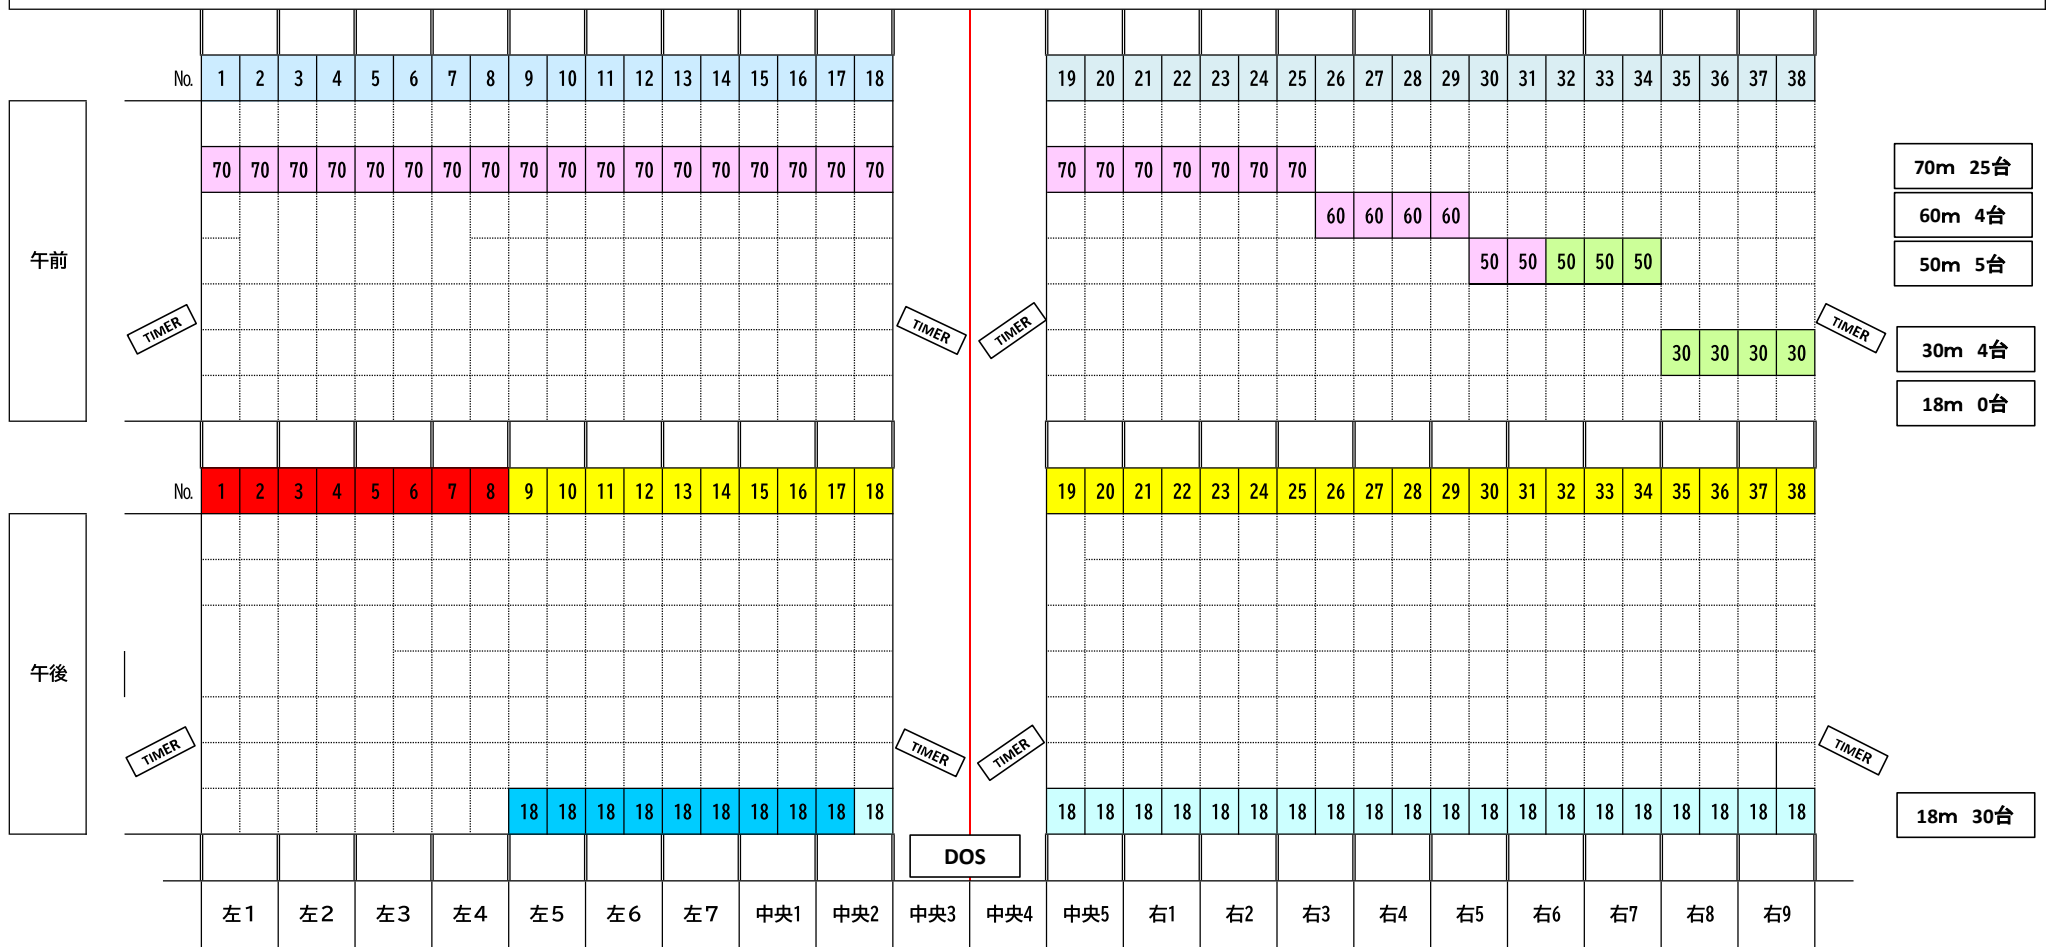 No. 1 2 3 4 5 6 7 8 9 10 11 12 13 14 15 16 17 18 19 20 21 22 23 24 25 26 27 28 29 30 31 32 33 34 35 36 37 38
70 70 70 70 70 70 70 70 70 70 70 70 70 70 70 70 70 70 70 70 70 70 70 70 70 70m 25台
60 60 60 60 60m 4台
午前 50 50 50 50 50 50m 5台
TIMER TIMER TIMER TIMER
30 30 30 30 30m 4台
18m 0台
No. 1 2 3 4 5 6 7 8 9 10 11 12 13 14 15 16 17 18 19 20 21 22 23 24 25 26 27 28 29 30 31 32 33 34 35 36 37 38
午後
TIMER TIMER TIMER TIMER
18 18 18 18 18 18 18 18 18 18 18 18 18 18 18 18 18 18 18 18 18 18 18 18 18 18 18 18 18 18 18m 30台
DOS
左1 左2 左3 左4 左5 左6 左7 中央1 中央2 中央3 中央4 中央5 右1 右2 右3 右4 右5 右6 右7 右8 右9